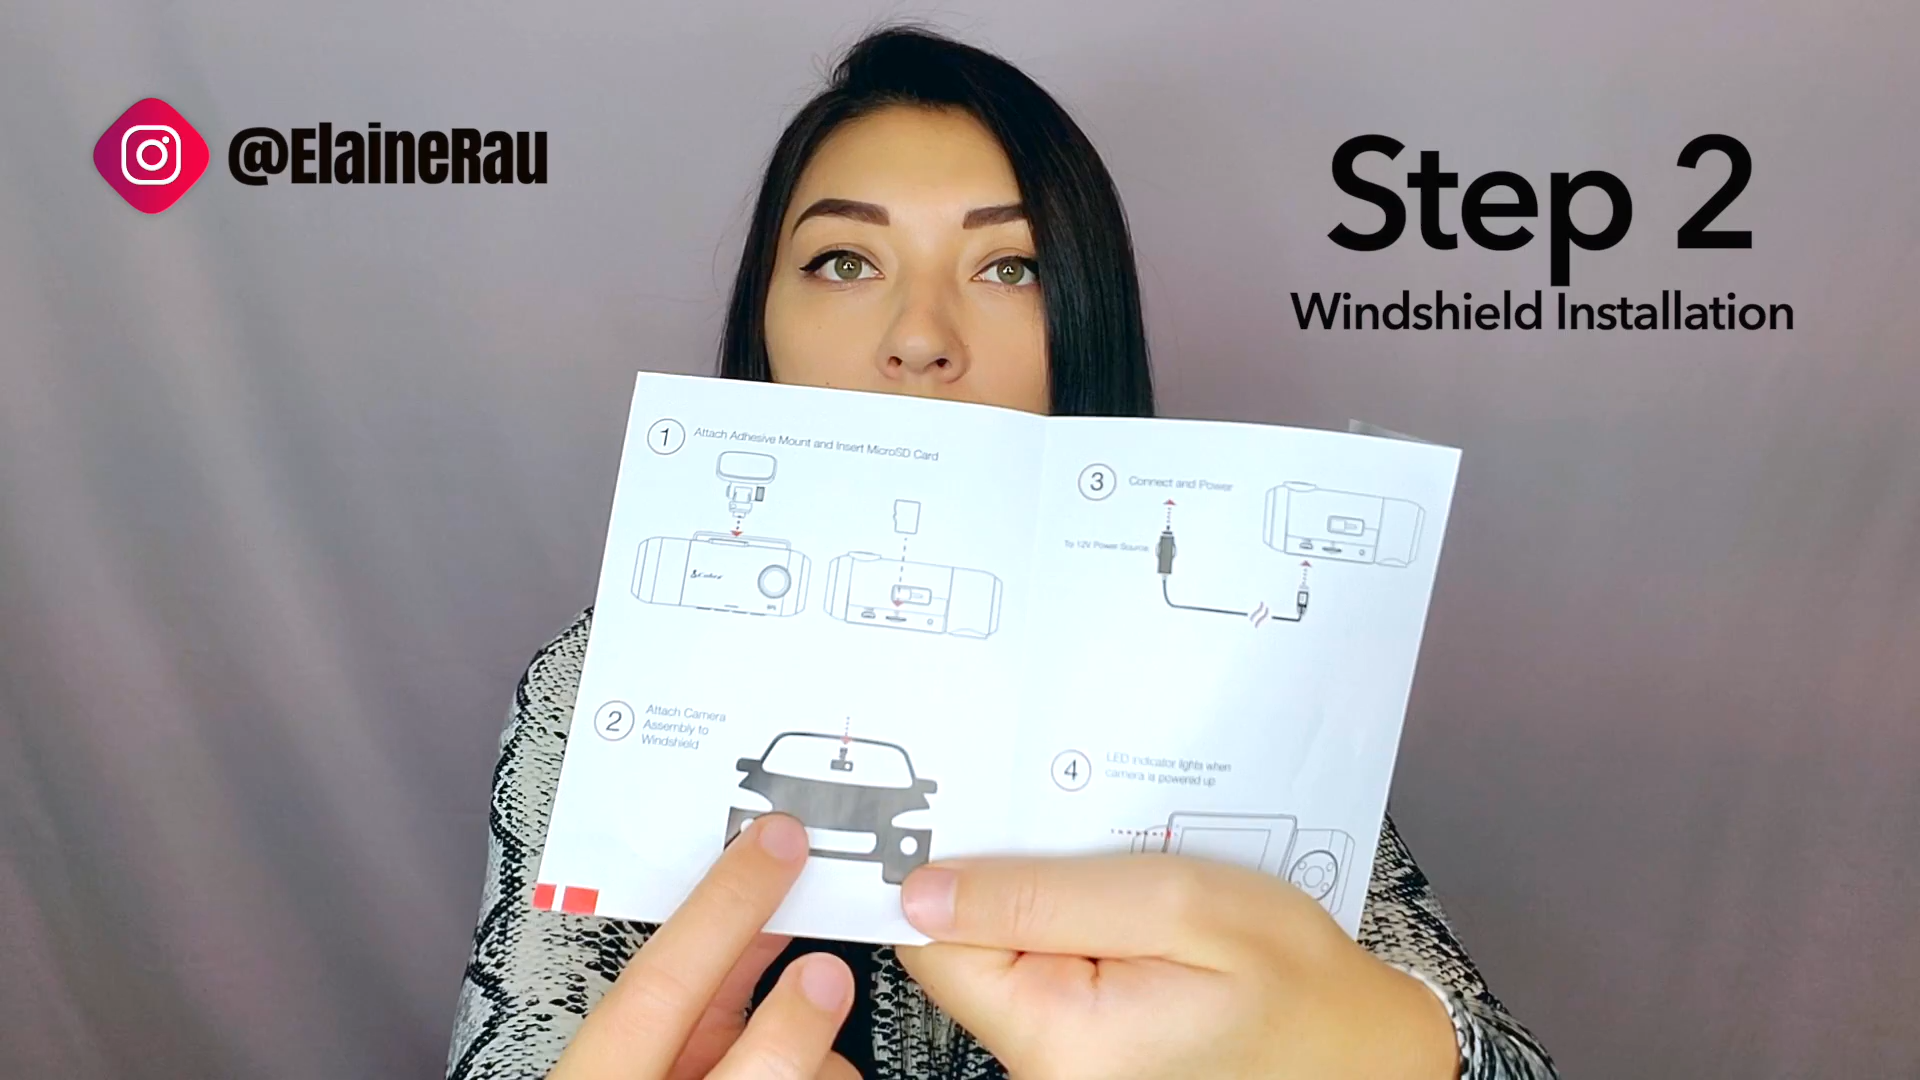 @ElaineRau
Step 2
Windshield Installation
1
Attach Adhesive Mount and Insert MicroSD Card
Cobra
2
Attach Camera
Assembly to
Windshield
3
Connect and Power
To 12V Power Source
4
LED indicator lights when
camera is powered up